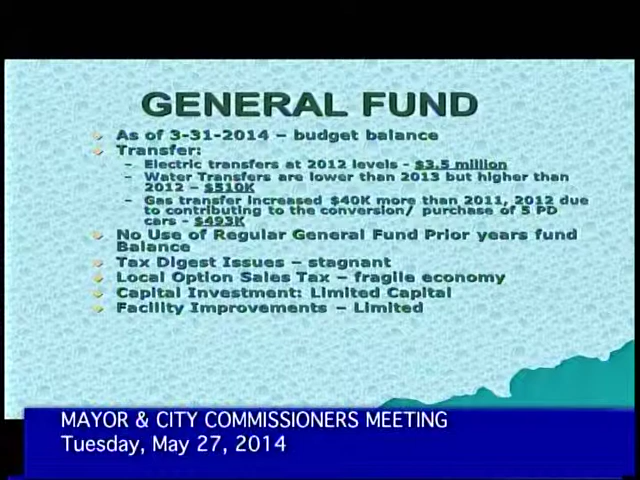 GENERAL FUND
As of 3-31-2014 – budget balance
Transfer:
– Electric transfers at 2012 levels - $3.5 million
– Water Transfers are lower than 2013 but higher than
2012 – $510K
– Gas transfer increased $40K more than 2011, 2012 due
to contributing to the conversion/ purchase of 5 PD
cars - $493K
No Use of Regular General Fund Prior years fund
Balance
Tax Digest Issues – stagnant
Local Option Sales Tax – fragile economy
Capital Investment: Limited Capital
Facility Improvements – Limited
MAYOR & CITY COMMISSIONERS MEETING
Tuesday, May 27, 2014